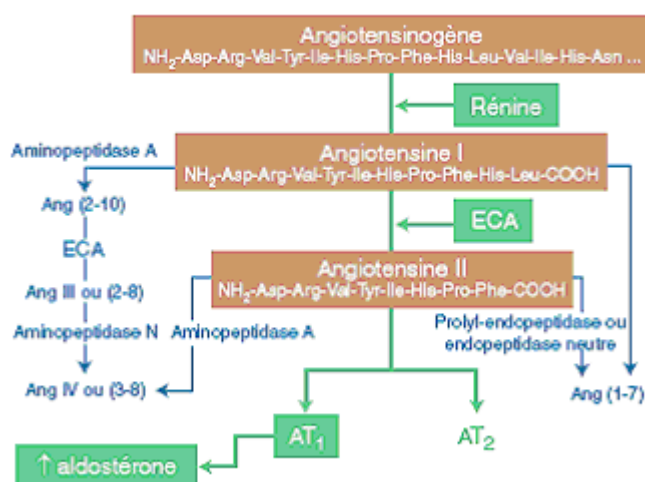 Angiotensinogène
NH2-Asp-Arg-Val-Tyr-Ile-His-Pro-Phe-His-Leu-Val-Ile-His-Asn ...
Rénine
Aminopeptidase A
Angiotensine I
NH2-Asp-Arg-Val-Tyr-Ile-His-Pro-Phe-His-Leu-COOH
Ang (2-10)
ECA
ECA
Angiotensine II
NH2-Asp-Arg-Val-Tyr-Ile-His-Pro-Phe-COOH
Ang III ou (2-8)
Aminopeptidase N
Aminopeptidase A
Prolyl-endopeptidase ou
endopeptidase neutre
Ang IV ou (3-8)
Ang (1-7)
AT1
AT2
↑ aldostérone